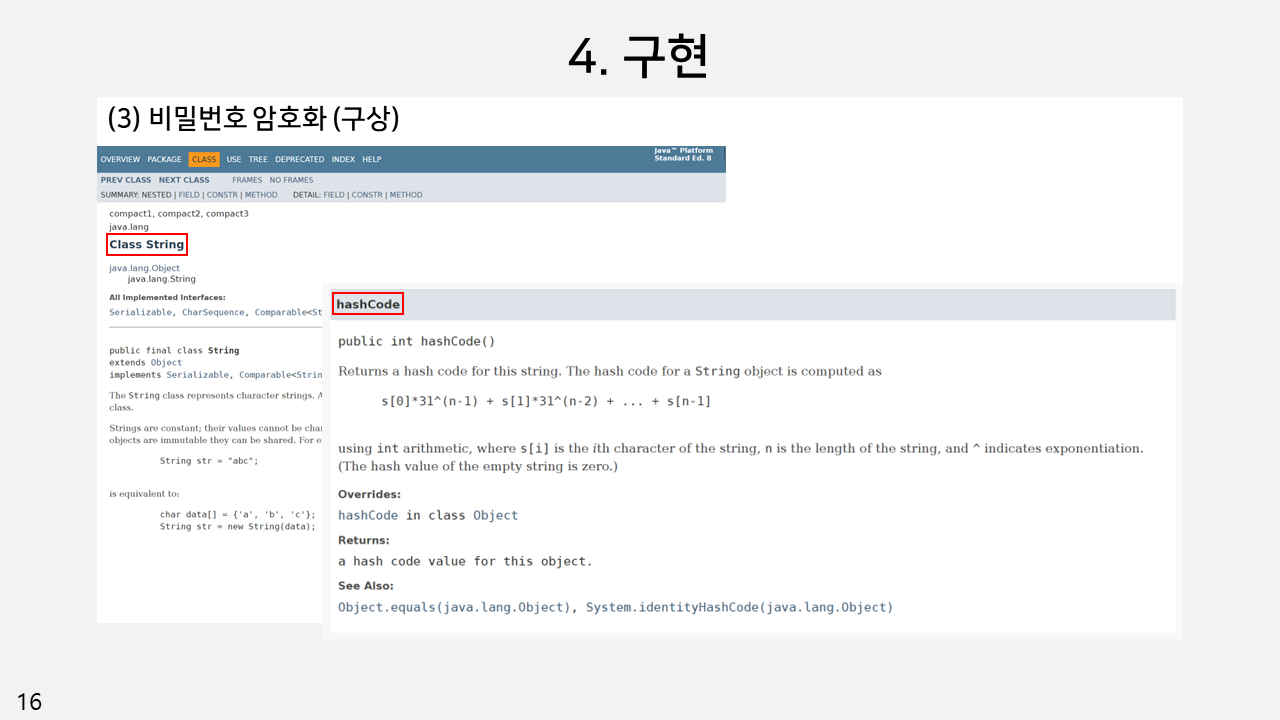 4. 구현
(3) 비밀번호 암호화 (구상)
OVERVIEW PACKAGE CLASS USE TREE DEPRECATED INDEX HELP
Java™ Platform
Standard Ed. 8
PREV CLASS NEXT CLASS FRAMES NO FRAMES
SUMMARY: NESTED | FIELD | CONSTR | METHOD DETAIL: FIELD | CONSTR | METHOD
compact1, compact2, compact3
java.lang
Class String
java.lang.Object
java.lang.String
All Implemented Interfaces:
Serializable, CharSequence, Comparable<St
public final class String
extends Object
implements Serializable, Comparable<Strin
The String class represents character strings. A
class.
Strings are constant; their values cannot be cha
objects are immutable they can be shared. For e
String str = "abc";
is equivalent to:
char data[] = {'a', 'b', 'c'};
String str = new String(data);
hashCode
public int hashCode()
Returns a hash code for this string. The hash code for a String object is computed as
s[0]*31^(n-1) + s[1]*31^(n-2) + ... + s[n-1]
using int arithmetic, where s[i] is the ith character of the string, n is the length of the string, and ^ indicates exponentiation.
(The hash value of the empty string is zero.)
Overrides:
hashCode in class Object
Returns:
a hash code value for this object.
See Also:
Object.equals(java.lang.Object), System.identityHashCode(java.lang.Object)
16